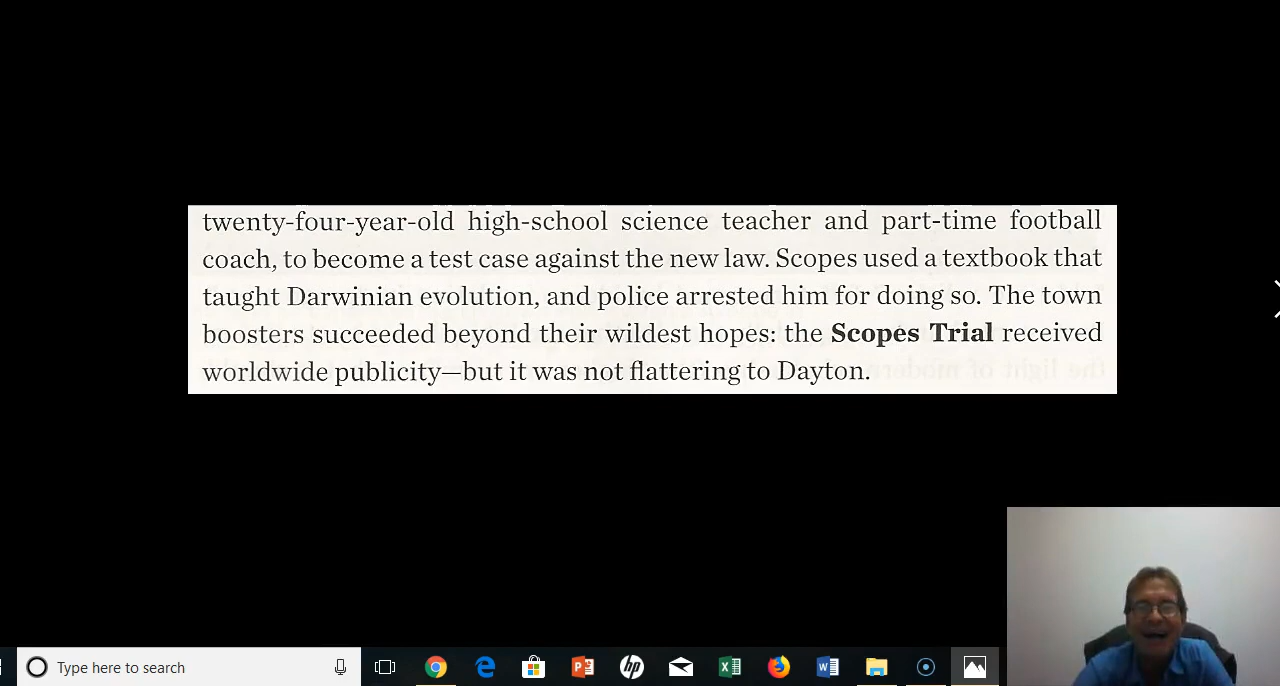 twenty-four-year-old high-school science teacher and part-time football
coach, to become a test case against the new law. Scopes used a textbook that
taught Darwinian evolution, and police arrested him for doing so. The town
boosters succeeded beyond their wildest hopes: the Scopes Trial received
worldwide publicity—but it was not flattering to Dayton.
Type here to search